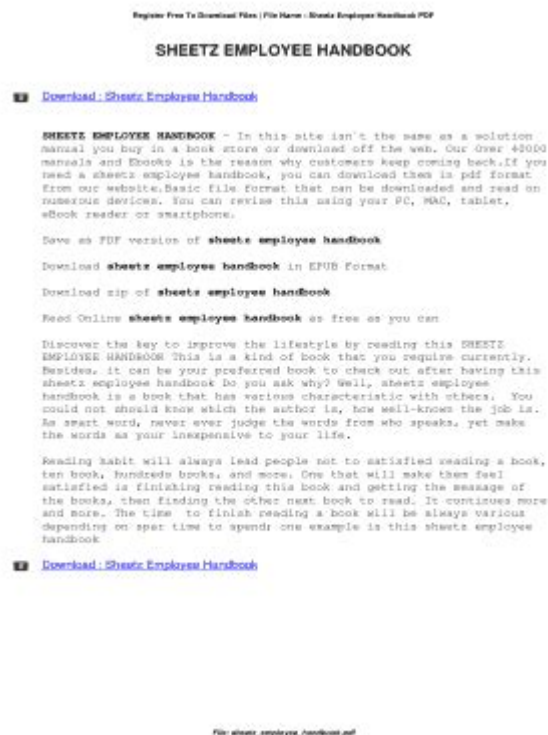 Register Free To Download Files | File Name : Sheetz Employee Handbook PDF
SHEETZ EMPLOYEE HANDBOOK
Download : Sheetz Employee Handbook
SHEETZ EMPLOYEE HANDBOOK - In this site isn't the same as a solution
manual you buy in a book store or download off the web. Our Over 40000
manuals and Ebooks is the reason why customers keep coming back.If you
need a sheetz employee handbook, you can download them in pdf format
from our website.Basic file format that can be downloaded and read on
numerous devices. You can revise this using your PC, MAC, tablet,
eBook reader or smartphone.
Save as PDF version of sheetz employee handbook
Download sheetz employee handbook in EPUB Format
Download zip of sheetz employee handbook
Read Online sheetz employee handbook as free as you can
Discover the key to improve the lifestyle by reading this SHEETZ
EMPLOYEE HANDBOOK This is a kind of book that you require currently.
Besides, it can be your preferred book to check out after having this
sheetz employee handbook Do you ask why? Well, sheetz employee
handbook is a book that has various characteristic with others. You
could not should know which the author is, how well-known the job is.
As smart word, never ever judge the words from who speaks, yet make
the words as your inexpensive to your life.
Reading habit will always lead people not to satisfied reading a book,
ten book, hundreds books, and more. One that will make them feel
satisfied is finishing reading this book and getting the message of
the books, then finding the other next book to read. It continues more
and more. The time to finish reading a book will be always various
depending on spar time to spend; one example is this sheetz employee
handbook
Download : Sheetz Employee Handbook
File: sheetz_employee_handbook.pdf